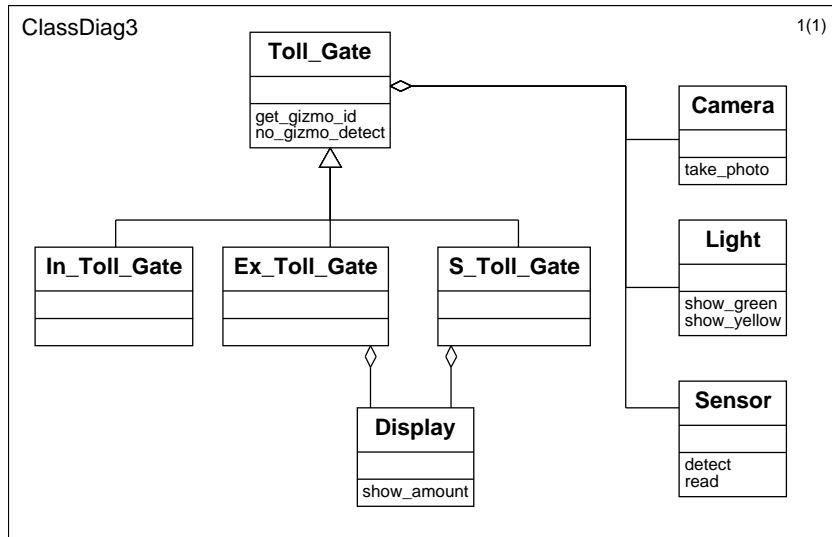 ClassDiag3
1(1)
Toll_Gate
get_gizmo_id
no_gizmo_detect
Camera
take_photo
Light
show_green
show_yellow
In_Toll_Gate
Ex_Toll_Gate
S_Toll_Gate
Sensor
detect
read
Display
show_amount